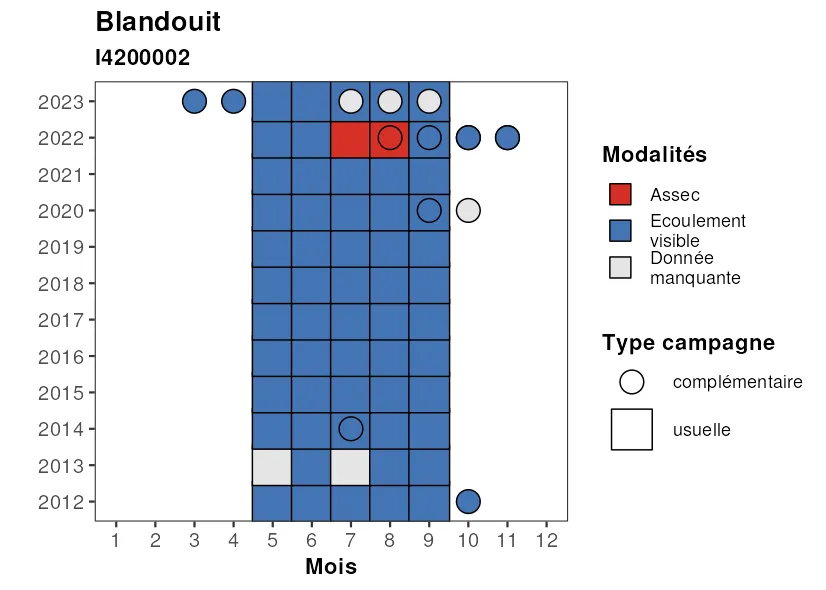 Blandouit
I4200002
2023
2022
2021
2020
2019
2018
2017
2016
2015
2014
2013
2012
1 2 3 4 5 6 7 8 9 10 11 12
Mois
Modalités
Assec
Ecoulement
visible
Donnée
manquante
Type campagne
complémentaire
usuelle